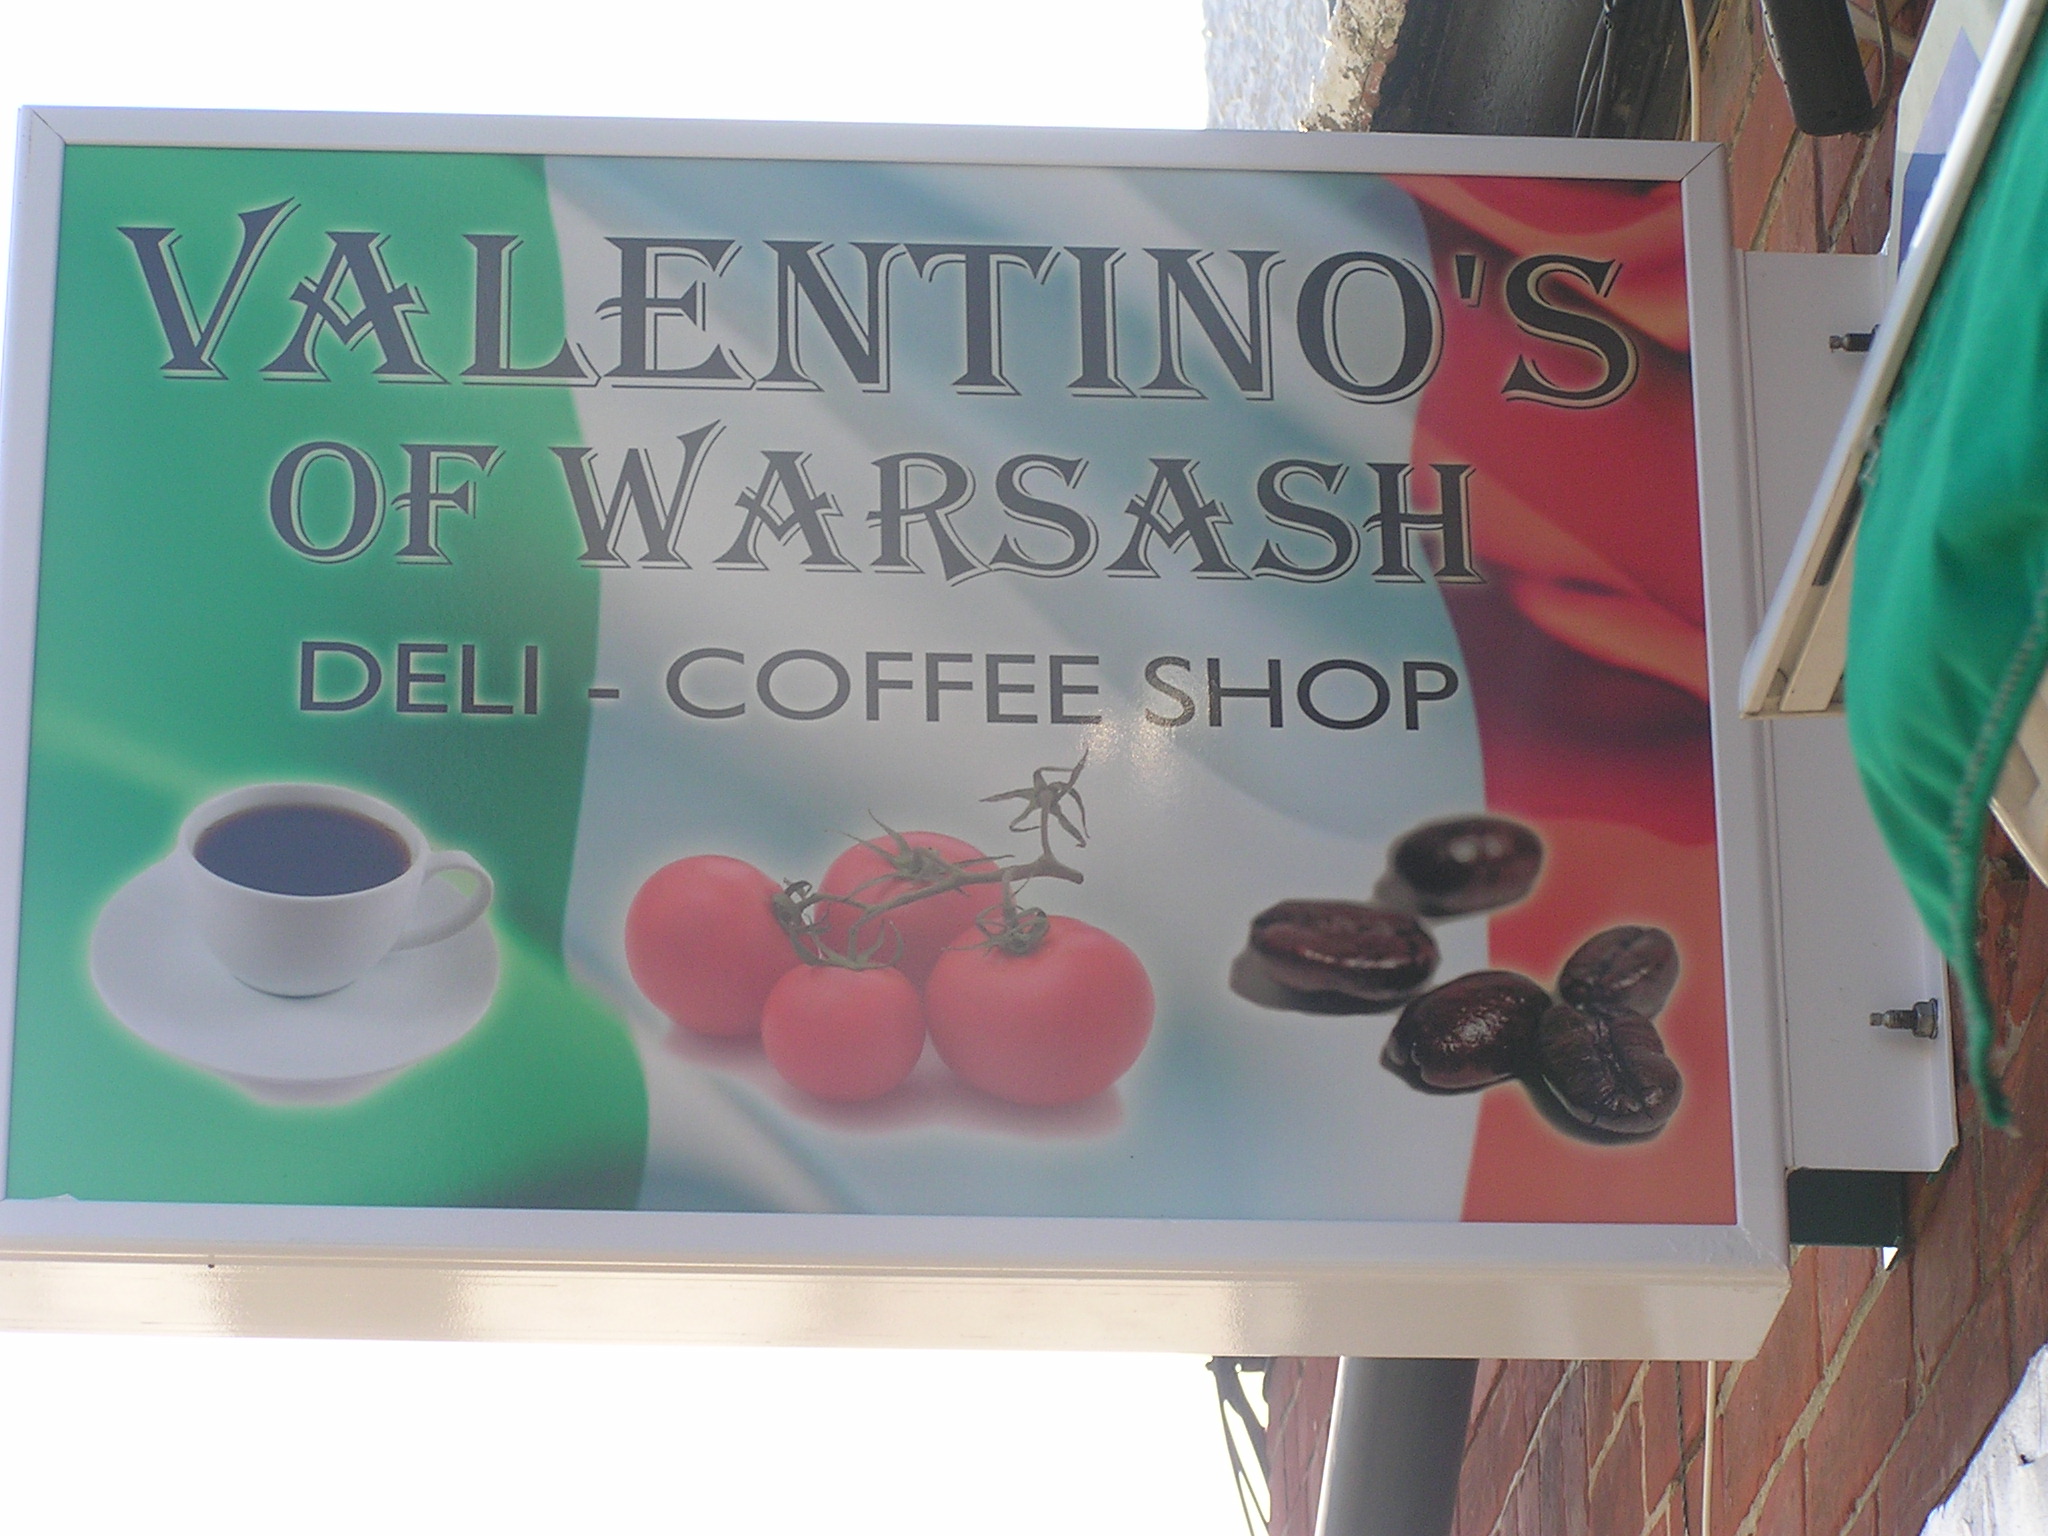 VALENTINO'S
OF WARSASH
DELI - COFFEE SHOP